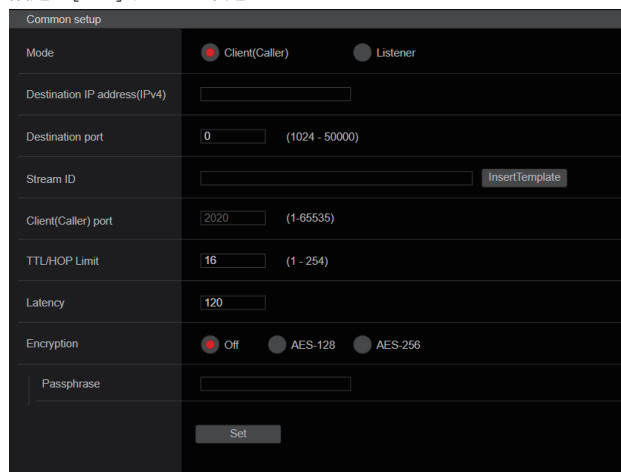 Common setup
Mode Client(Caller) Listener
Destination IP address(IPv4)
Destination port 0 (1024 - 50000)
Stream ID InsertTemplate
Client(Caller) port 2020 (1-65535)
TTL/HOP Limit 16 (1 - 254)
Latency 120
Encryption Off AES-128 AES-256
Passphrase
Set